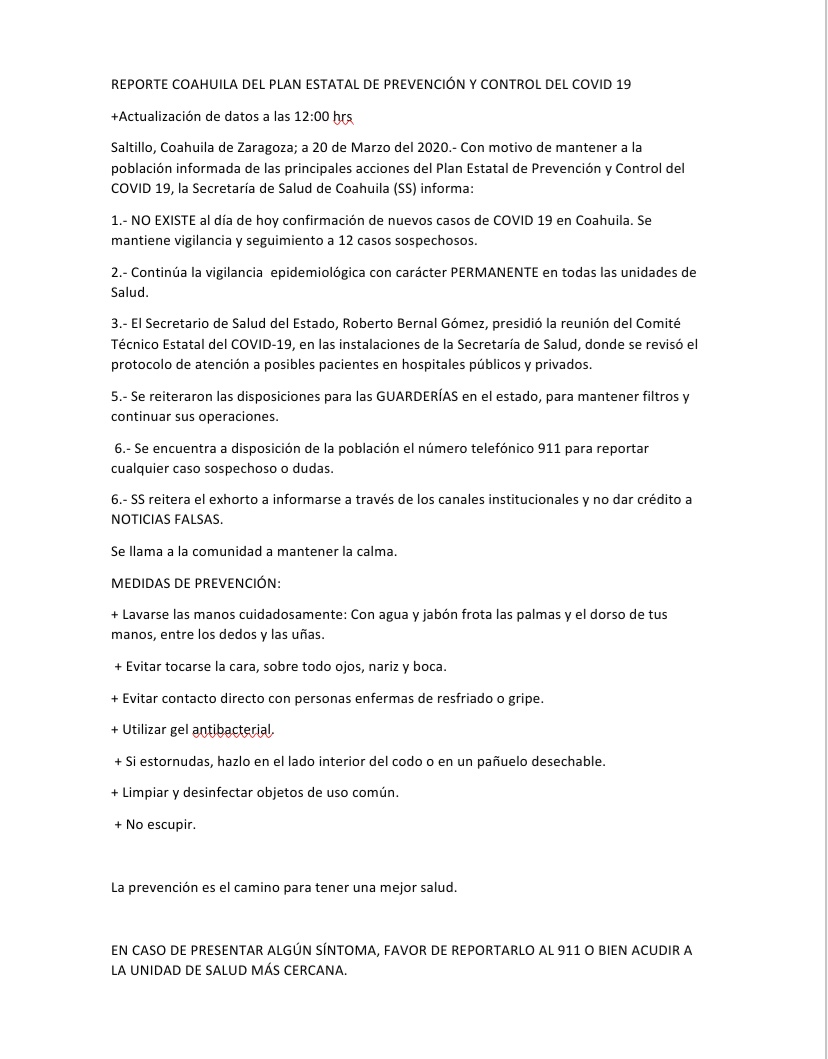 REPORTE COAHUILA DEL PLAN ESTATAL DE PREVENCIÓN Y CONTROL DEL COVID 19
+Actualización de datos a las 12:00 hrs
Saltillo, Coahuila de Zaragoza; a 20 de Marzo del 2020.- Con motivo de mantener a la
población informada de las principales acciones del Plan Estatal de Prevención y Control del
COVID 19, la Secretaría de Salud de Coahuila (SS) informa:
1.- NO EXISTE al día de hoy confirmación de nuevos casos de COVID 19 en Coahuila. Se
mantiene vigilancia y seguimiento a 12 casos sospechosos.
2.- Continúa la vigilancia  epidemiológica con carácter PERMANENTE en todas las unidades de
Salud.
3.- El Secretario de Salud del Estado, Roberto Bernal Gómez, presidió la reunión del Comité
Técnico Estatal del COVID-19, en las instalaciones de la Secretaría de Salud, donde se revisó el
protocolo de atención a posibles pacientes en hospitales públicos y privados.
5.- Se reiteraron las disposiciones para las GUARDERÍAS en el estado, para mantener filtros y
continuar sus operaciones.
6.- Se encuentra a disposición de la población el número telefónico 911 para reportar
cualquier caso sospechoso o dudas.
6.- SS reitera el exhorto a informarse a través de los canales institucionales y no dar crédito a
NOTICIAS FALSAS.
Se llama a la comunidad a mantener la calma.
MEDIDAS DE PREVENCIÓN:
+ Lavarse las manos cuidadosamente: Con agua y jabón frota las palmas y el dorso de tus
manos, entre los dedos y las uñas.
+ Evitar tocarse la cara, sobre todo ojos, nariz y boca.
+ Evitar contacto directo con personas enfermas de resfriado o gripe.
+ Utilizar gel antibacterial.
+ Si estornudas, hazlo en el lado interior del codo o en un pañuelo desechable.
+ Limpiar y desinfectar objetos de uso común.
+ No escupir.
La prevención es el camino para tener una mejor salud.
EN CASO DE PRESENTAR ALGÚN SÍNTOMA, FAVOR DE REPORTARLO AL 911 O BIEN ACUDIR A
LA UNIDAD DE SALUD MÁS CERCANA.